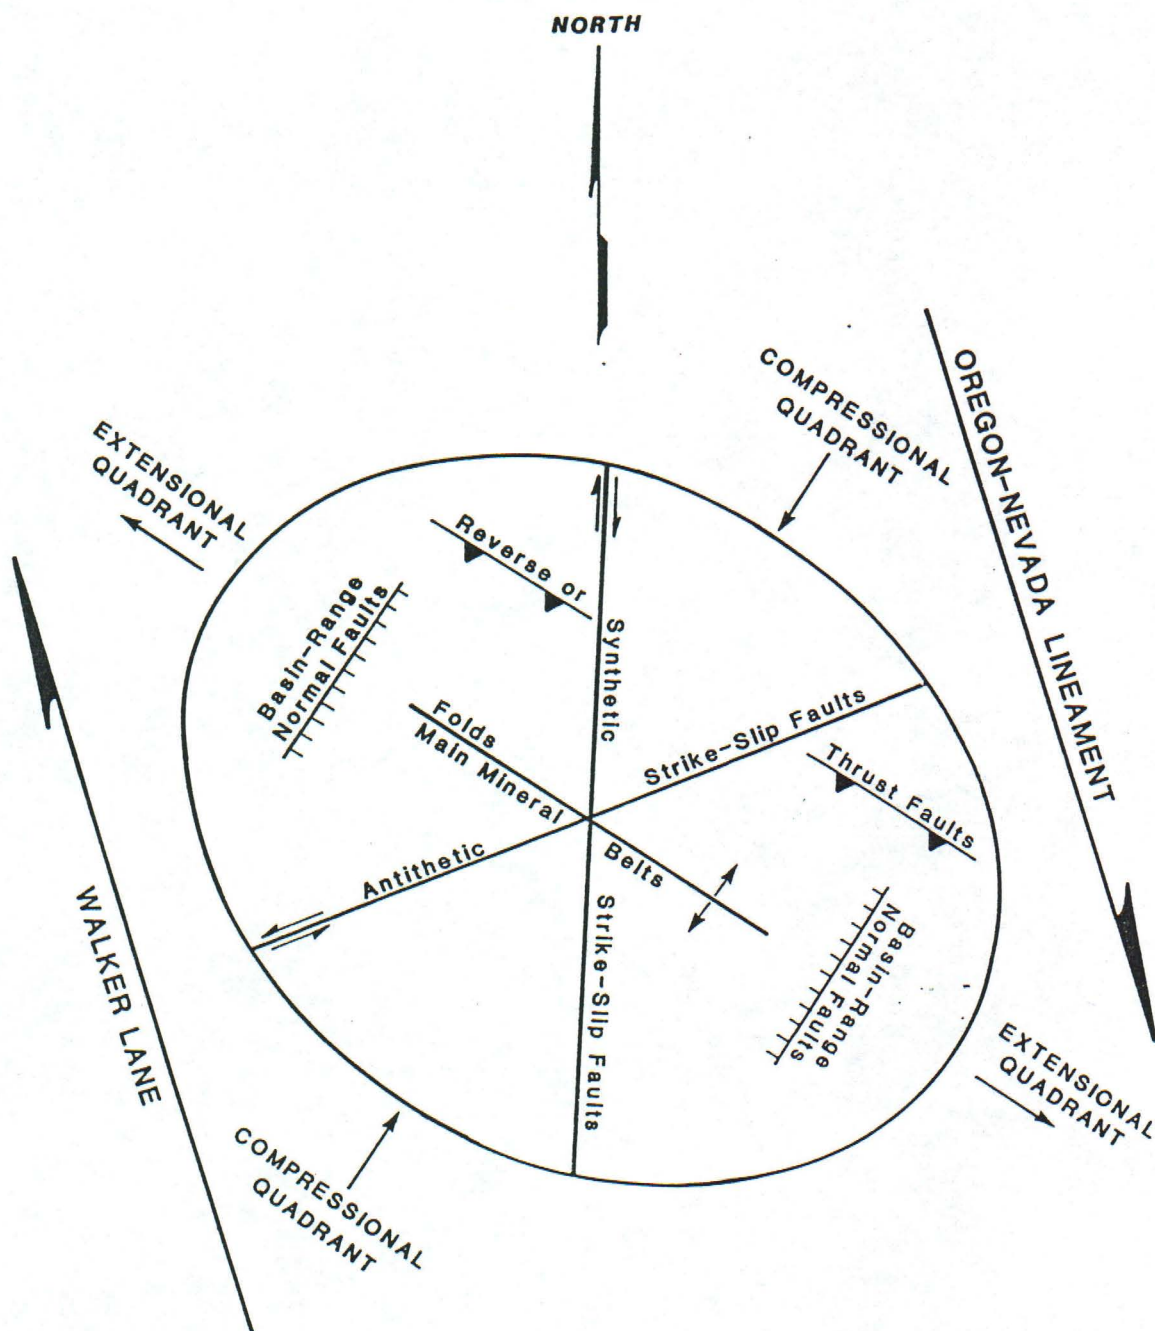 NORTH
COMPRESSIONAL
QUADRANT
OREGON-NEVADA LINEAMENT
EXTENSIONAL
QUADRANT
Reverse or
Basin-Range
Normal Faults
Synthetic
Strike-Slip Faults
Folds
Main Mineral
Belts
Thrust Faults
Antithetic
Strike-Slip Faults
Basin-Range
Normal Faults
WALKER LANE
EXTENSIONAL
QUADRANT
COMPRESSIONAL
QUADRANT